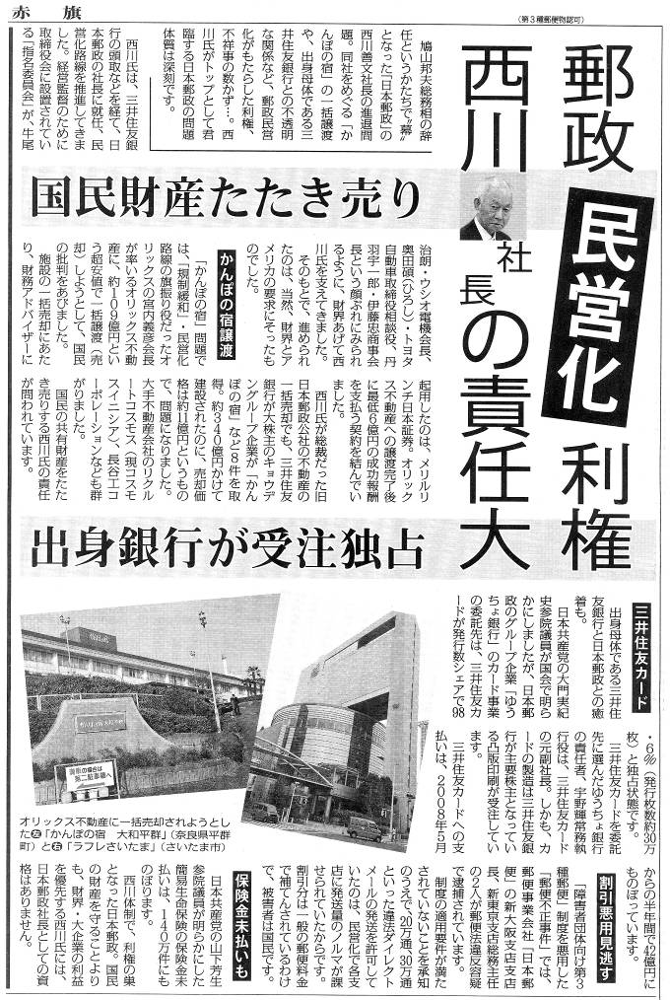 赤 旗
（第３種郵便物認可）
郵政民営化利権
西川社長の責任大
国民財産たたき売り
出身銀行が受注独占
鳩山邦夫総務相の辞
任というかたちで〝幕〟
となった「日本郵政」の
西川善文社長の進退問
題。同社をめぐる「か
んぽの宿」の一括譲渡
や、出身母体である三
井住友銀行との不透明
な関係など、郵政民営
化がもたらした利権、
不祥事の数かず…。西
川氏がトップとして君
臨する日本郵政の問題
体質は深刻です。
西川氏は、三井住友銀
行の頭取などを経て、日
本郵政の社長に就任、民
営化路線を推進してきま
した。経営監督のために
取締役会に設置されてい
る「指名委員会」が、牛尾
治朗・ウシオ電機会長、
奥田碩（ひろし）・トヨタ
自動車取締役相談役、丹
羽宇一郎・伊藤忠商事会
長という顔ぶれにみられ
るように、財界あげて西
川氏を支えてきました。
そのもとで、進められ
たのは、当然、財界とア
メリカの要求にそったも
のでした。
かんぽの宿譲渡
「かんぽの宿」問題で
は、「規制緩和」・民営化
路線の旗振り役だったオ
リックスの宮内義彦会長
が率いるオリックス不動
産に、約１０９億円とい
う超安値で一括譲渡（売
却）しようとして、国民
の批判をあびました。
施設の一括売却にあた
り、財務アドバイザーに
起用したのは、メリルリ
ンチ日本証券。オリック
ス不動産への譲渡完了後
に最低６億円の成功報酬
を支払う契約を結んでい
ました。
西川氏が総裁だった旧
日本郵政公社の不動産の
一括売却でも、三井住友
銀行が大株主のキョウデ
ングループ企業が「かん
ぽの宿」など８件を取
得。約３４０億円かけて
建設されたのに、売却価
格は約11億円というもの
で、問題になりました。
大手不動産会社のリクル
ートコスモス（現コスモ
スイニシア）、長谷工コ
ーポレーションなども群
がりました。
国民の共有財産をたた
き売りする西川氏の責任
が問われています。
三井住友カード
出身母体である三井住
友銀行と日本郵政との癒
着も。
日本共産党の大門実紀
史参院議員が国会で明ら
かにしましたが、日本郵
政のグループ企業「ゆう
ちょ銀行」のカード事業
の委託先は、三井住友カ
ードが発行数シェアで98
・６％（発行枚数約30万
枚）と独占状態です。
三井住友カードを委託
先に選んだゆうちょ銀行
の責任者、宇野輝常務執
行役は、三井住友カード
の元副社長。しかも、カ
ードの製造は三井住友銀
行が主要株主となってい
る凸版印刷が受注してい
ます。
三井住友カードへの支
払いは、２００８年５月
からの半年間で42億円に
ものぼっています。
割引悪用見逃す
「障害者団体向け第３
種郵便」制度を悪用した
「郵便不正事件」では、
郵便事業会社「日本郵
便」の新大阪支店支店
長、新東京支店総務主任
の２人が郵便法違反容疑
で逮捕されています。
制度の適用要件が満た
されていないことを承知
のうえで、20万通、30万通
といった違法ダイレクト
メールの発送を許可して
いたのは、民営化で各支
店に発送量のノルマが課
せられていたからです。
割引分は一般の郵便料金
で補てんされているわけ
で、被害者は国民です。
保険金未払いも
日本共産党の山下芳生
参院議員が明らかにした
簡易生命保険の保険金未
払いは、１４０万件にも
のぼります。
西川体制で、利権の巣
となった日本郵政。国民
の財産を守ることより
も、財界・大企業の利益
を優先する西川氏には、
日本郵政社長としての資
格はありません。
満車の場合は
第二駐車場へ
オリックス不動産に一括売却されようとし
た左「かんぽの宿　大和平群」（奈良県平群
町）と右「ラフレさいたま」（さいたま市）